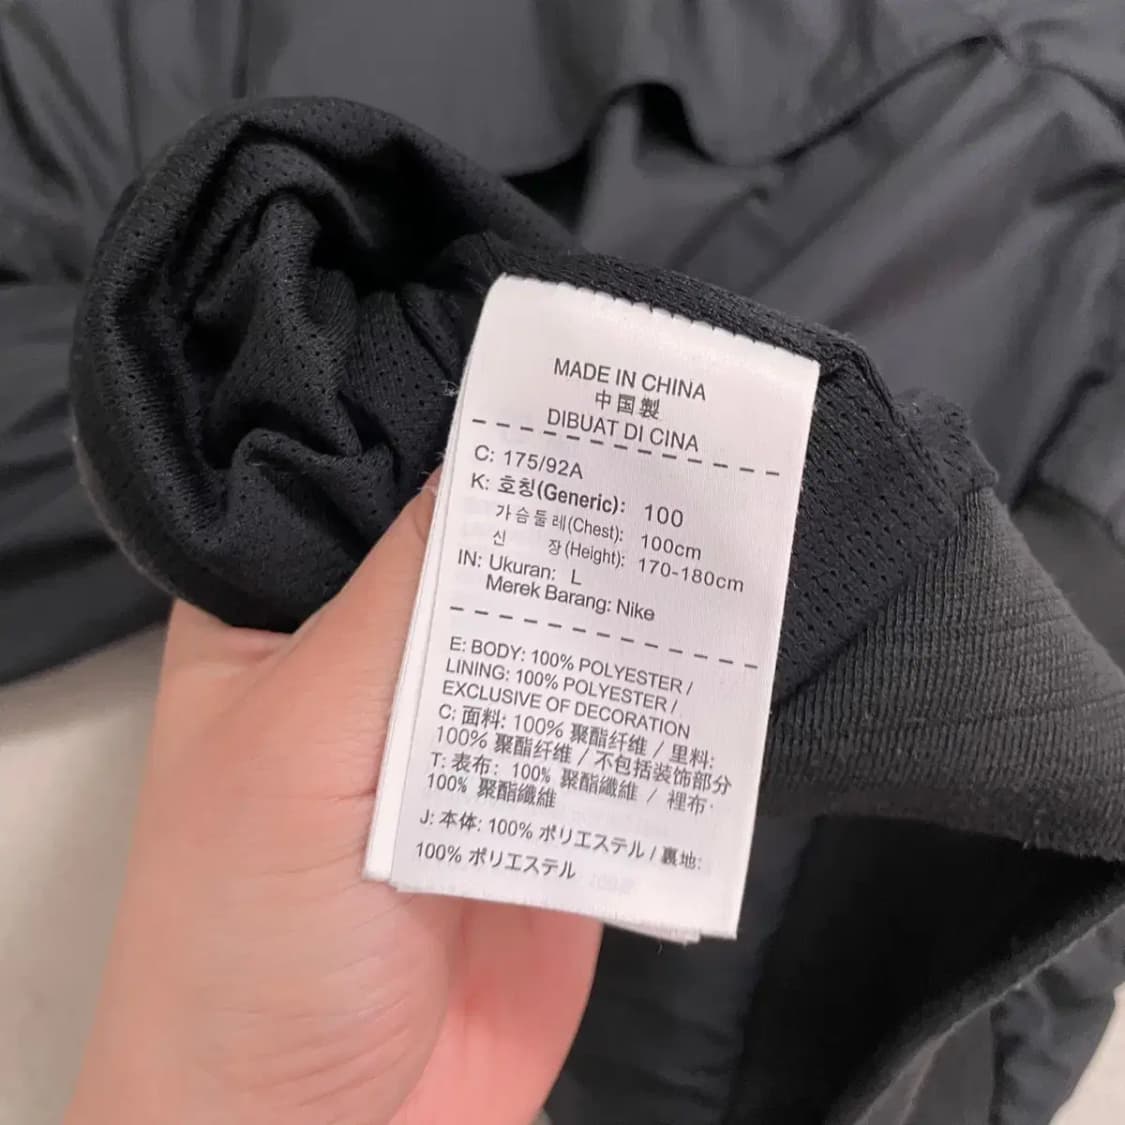 MADE IN CHINA
中国製
DIBUAT DI CINA
C: 175/92A
K: 호칭(Generic): 100
가슴둘레(Chest): 100cm
신 장(Height): 170-180cm
IN: Ukuran: L
Merek Barang: Nike
E: BODY: 100% POLYESTER /
LINING: 100% POLYESTER /
EXCLUSIVE OF DECORATION
C: 面料: 100% 聚酯纤维 / 里料:
100% 聚酯纤维 / 不包括装饰部分
T: 表布: 100% 聚酯纖維 / 裡布:
100% 聚酯纖維
J: 本体: 100% ポリエステル / 裏地:
100% ポリエステル